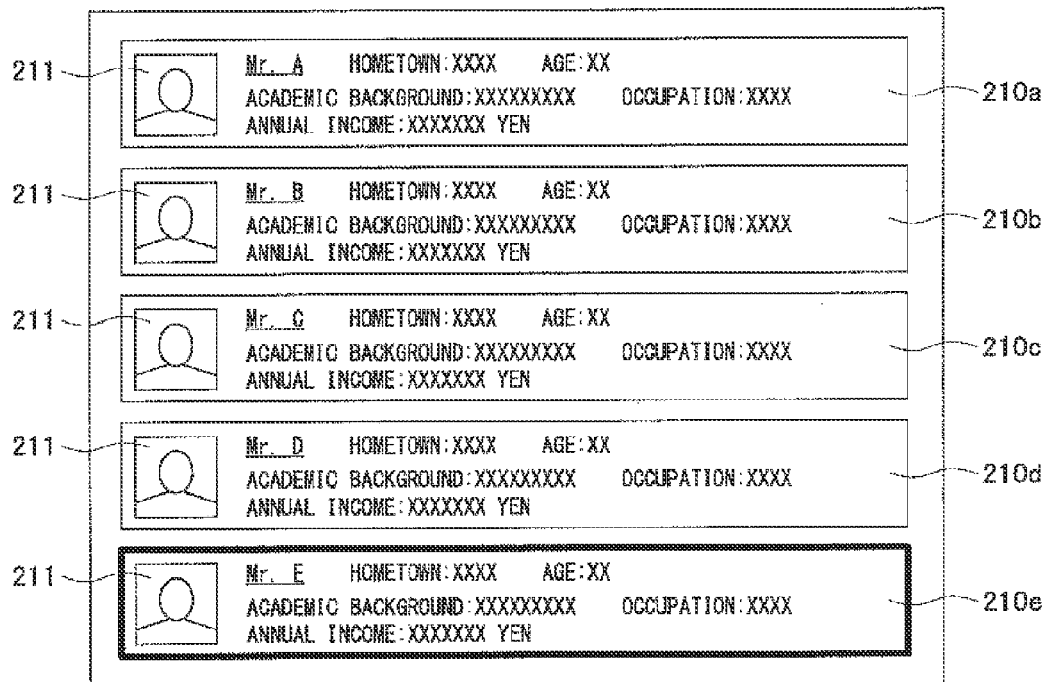 211 Mr. A HOMETOWN:XXXX AGE:XX
ACADEMIC BACKGROUND:XXXXXXXXX OCCUPATION:XXXX 210a
ANNUAL INCOME:XXXXXXX YEN
211 Mr. B HOMETOWN:XXXX AGE:XX
ACADEMIC BACKGROUND:XXXXXXXXX OCCUPATION:XXXX 210b
ANNUAL INCOME:XXXXXXX YEN
211 Mr. C HOMETOWN:XXXX AGE:XX
ACADEMIC BACKGROUND:XXXXXXXXX OCCUPATION:XXXX 210c
ANNUAL INCOME:XXXXXXX YEN
211 Mr. D HOMETOWN:XXXX AGE:XX
ACADEMIC BACKGROUND:XXXXXXXXX OCCUPATION:XXXX 210d
ANNUAL INCOME:XXXXXXX YEN
211 Mr. E HOMETOWN:XXXX AGE:XX
ACADEMIC BACKGROUND:XXXXXXXXX OCCUPATION:XXXX 210e
ANNUAL INCOME:XXXXXXX YEN